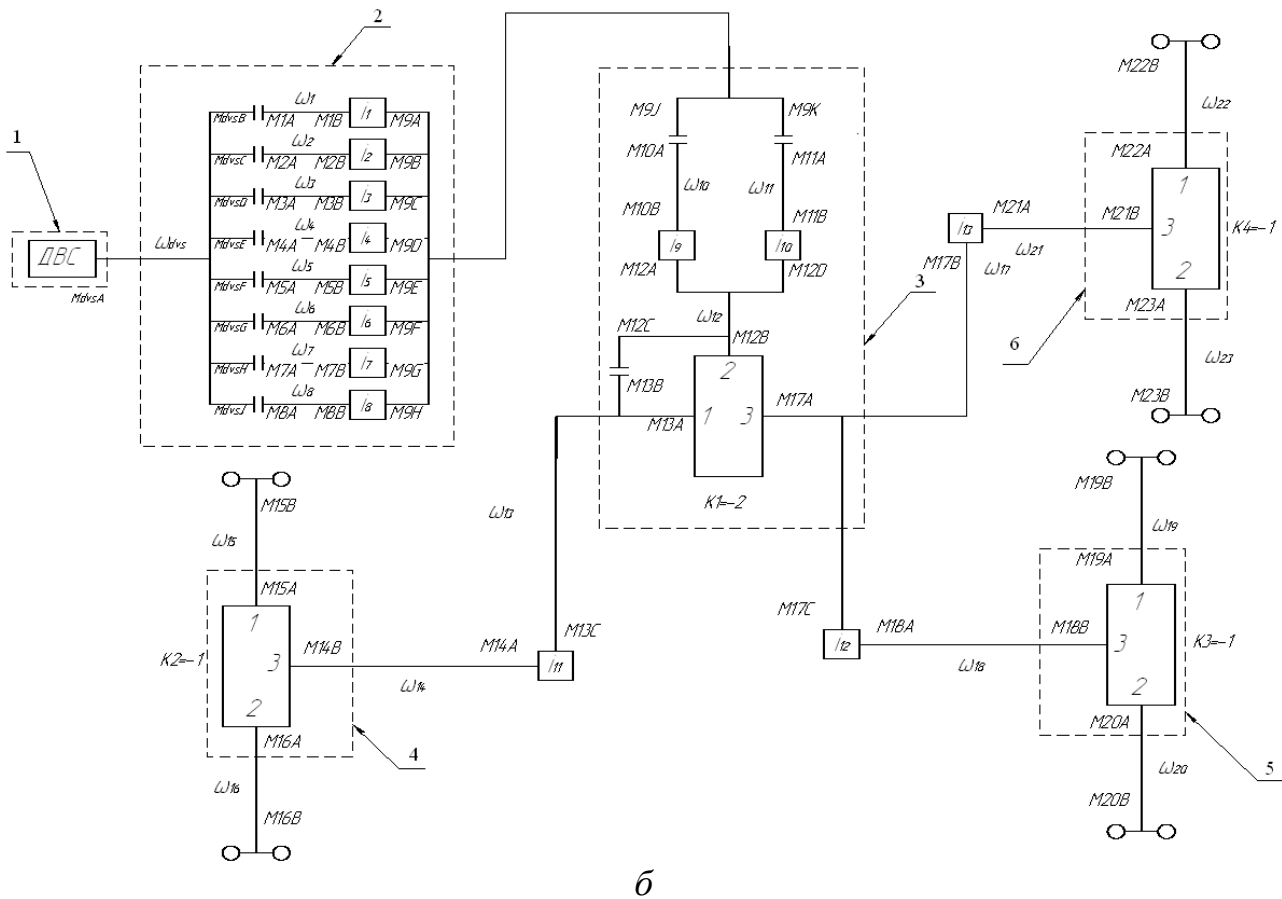 1
ДВС
MdvsA
ωdvs
2
MdvsB M1A ω1 M1B i1 M9A
MdvsC M2A ω2 M2B i2 M9B
MdvsD M3A ω3 M3B i3 M9C
MdvsE M4A ω4 M4B i4 M9D
MdvsF M5A ω5 M5B i5 M9E
MdvsG M6A ω6 M6B i6 M9F
MdvsH M7A ω7 M7B i7 M9G
MdvsJ M8A ω8 M8B i8 M9H
M9J M9K
M10A M11A
ω10 ω11
M10B M11B
i9 i10
M12A M12D
ω12
M12C M12B
M13B
M13A 1 2 3 M17A
K1=-2
3
ω13
M13C
i11
M14A
ω14
M14B
M15B
ω15
M15A
K2=-1 1 3 2
M16A
ω16
M16B
4
M17B
ω17
i13
M21A
ω21
M21B
M22B
ω22
M22A
1 3 2 K4=-1
M23A
ω23
M23B
6
M17C
i12
M18A
ω18
M18B
M19B
ω19
M19A
1 3 2 K3=-1
M20A
ω20
M20B
5
б